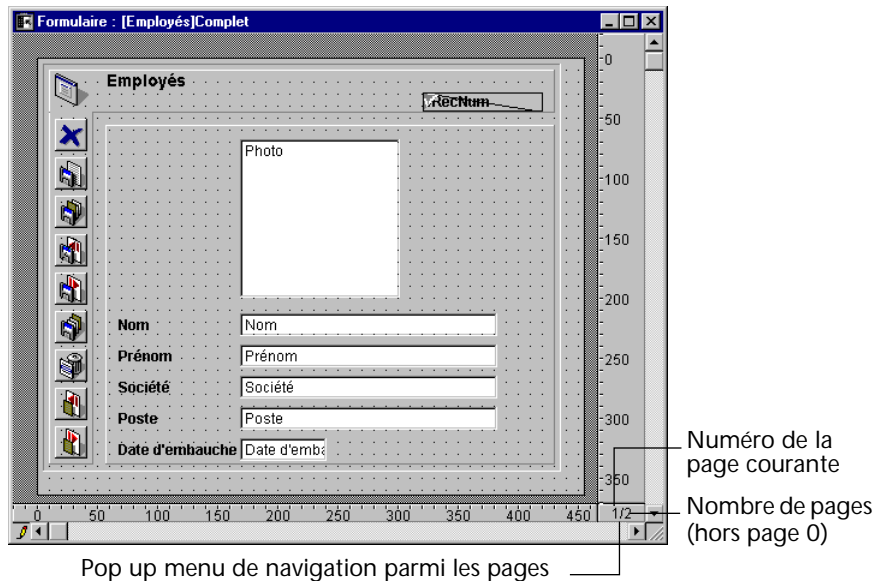 Formulaire : [Employés]Complet
Employés
vRecNum
Photo
Nom Nom
Prénom Prénom
Société Société
Poste Poste
Date d'embauche Date d'emba
0
50
100
150
200
250
300
350
0 50 100 150 200 250 300 350 400 450 1/2
Numéro de la
page courante
Nombre de pages
(hors page 0)
Pop up menu de navigation parmi les pages